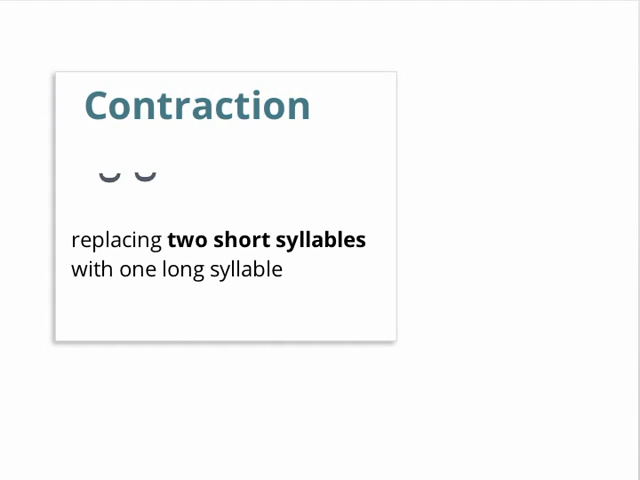 Contraction
⏑ ⏑
replacing two short syllables
with one long syllable